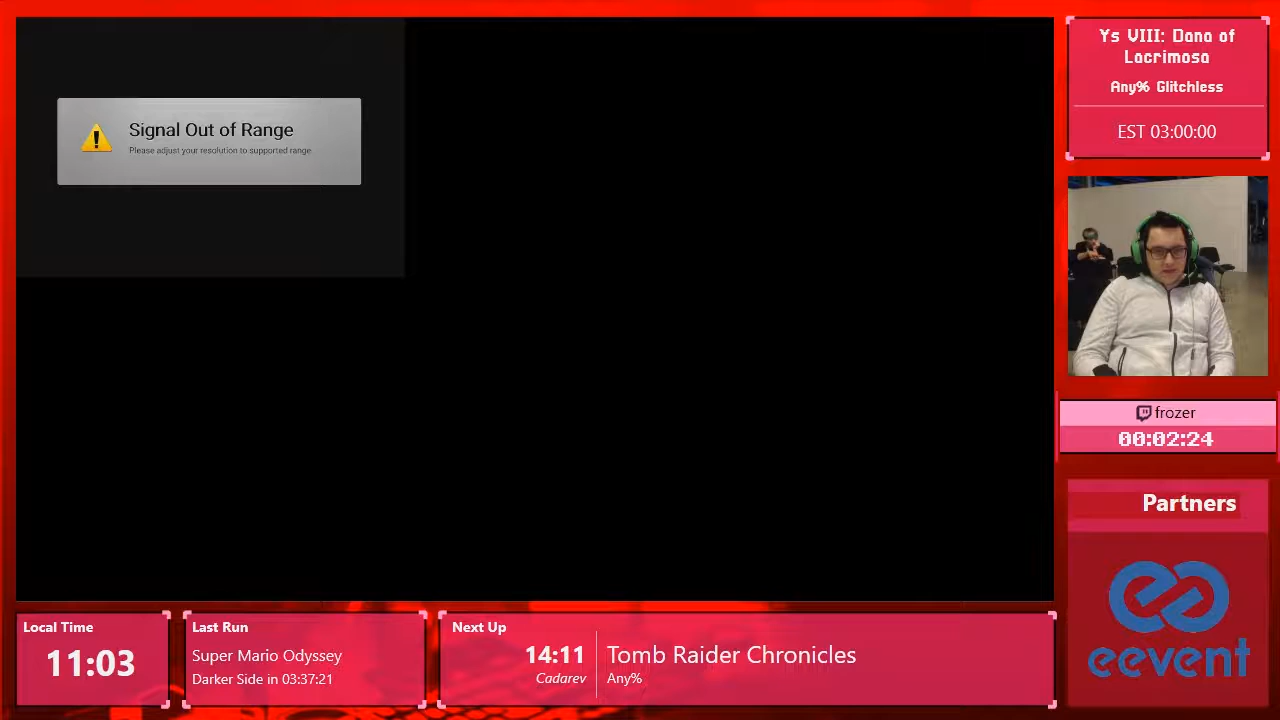 Signal Out of Range
Please adjust your resolution to supported range
Ys VIII: Dana of
Lacrimosa
Any% Glitchless
EST 03:00:00
frozer
00:02:24
Partners
eevent
Local Time
11:03
Last Run
Super Mario Odyssey
Darker Side in 03:37:21
Next Up
14:11
Cadarev
Tomb Raider Chronicles
Any%